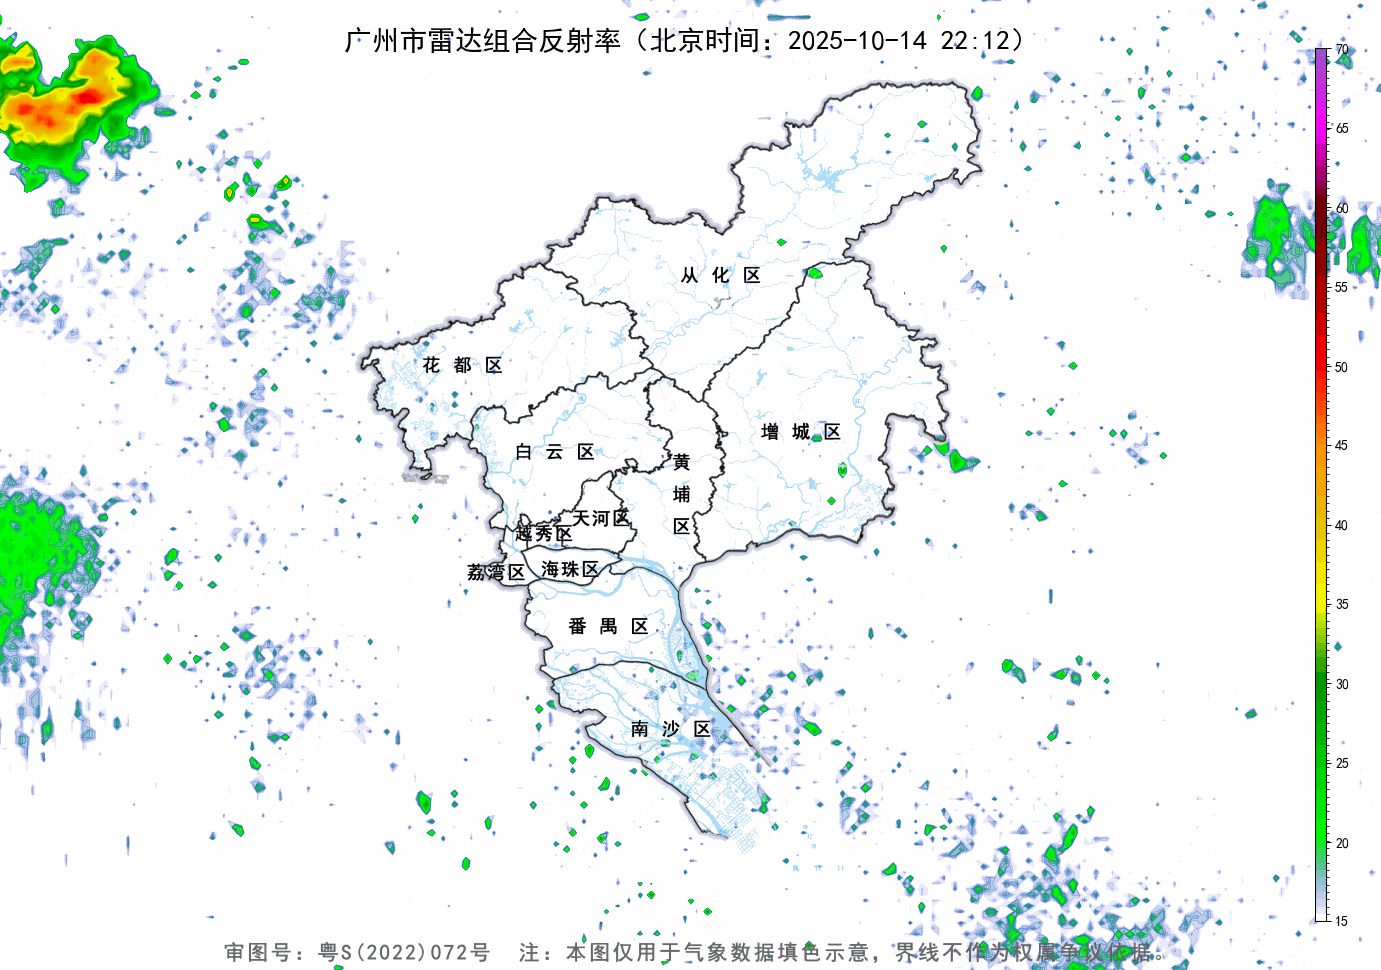 广州市雷达组合反射率（北京时间：2025-10-14 22:12）
70
65
60
55
50
45
40
35
30
25
20
15
从化区
花都区
增城区
白云区
黄埔区
天河区
越秀区
荔湾区
海珠区
番禺区
南沙区
审图号：粤S(2022)072号 注：本图仅用于气象数据填色示意，界线不作为权属争议依据。